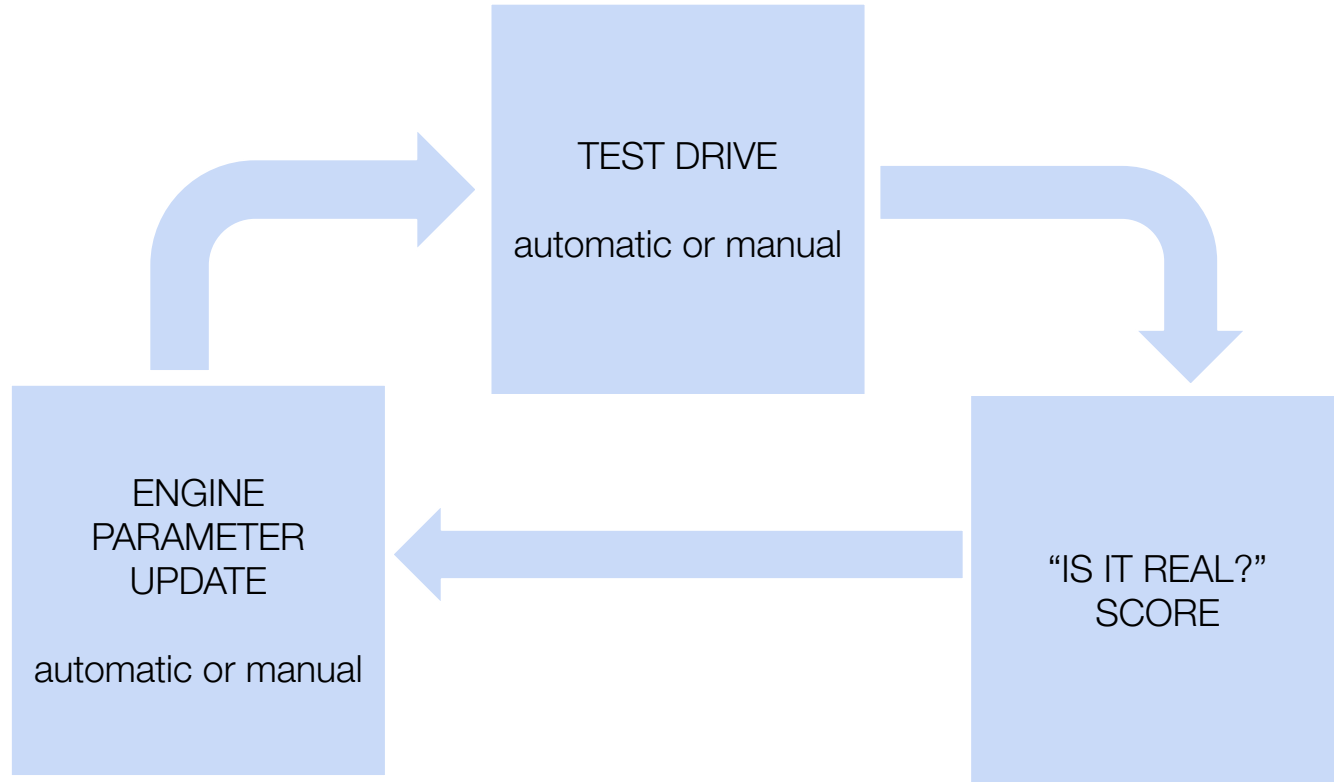 TEST DRIVE
automatic or manual
ENGINE
PARAMETER
UPDATE
automatic or manual
“IS IT REAL?”
SCORE